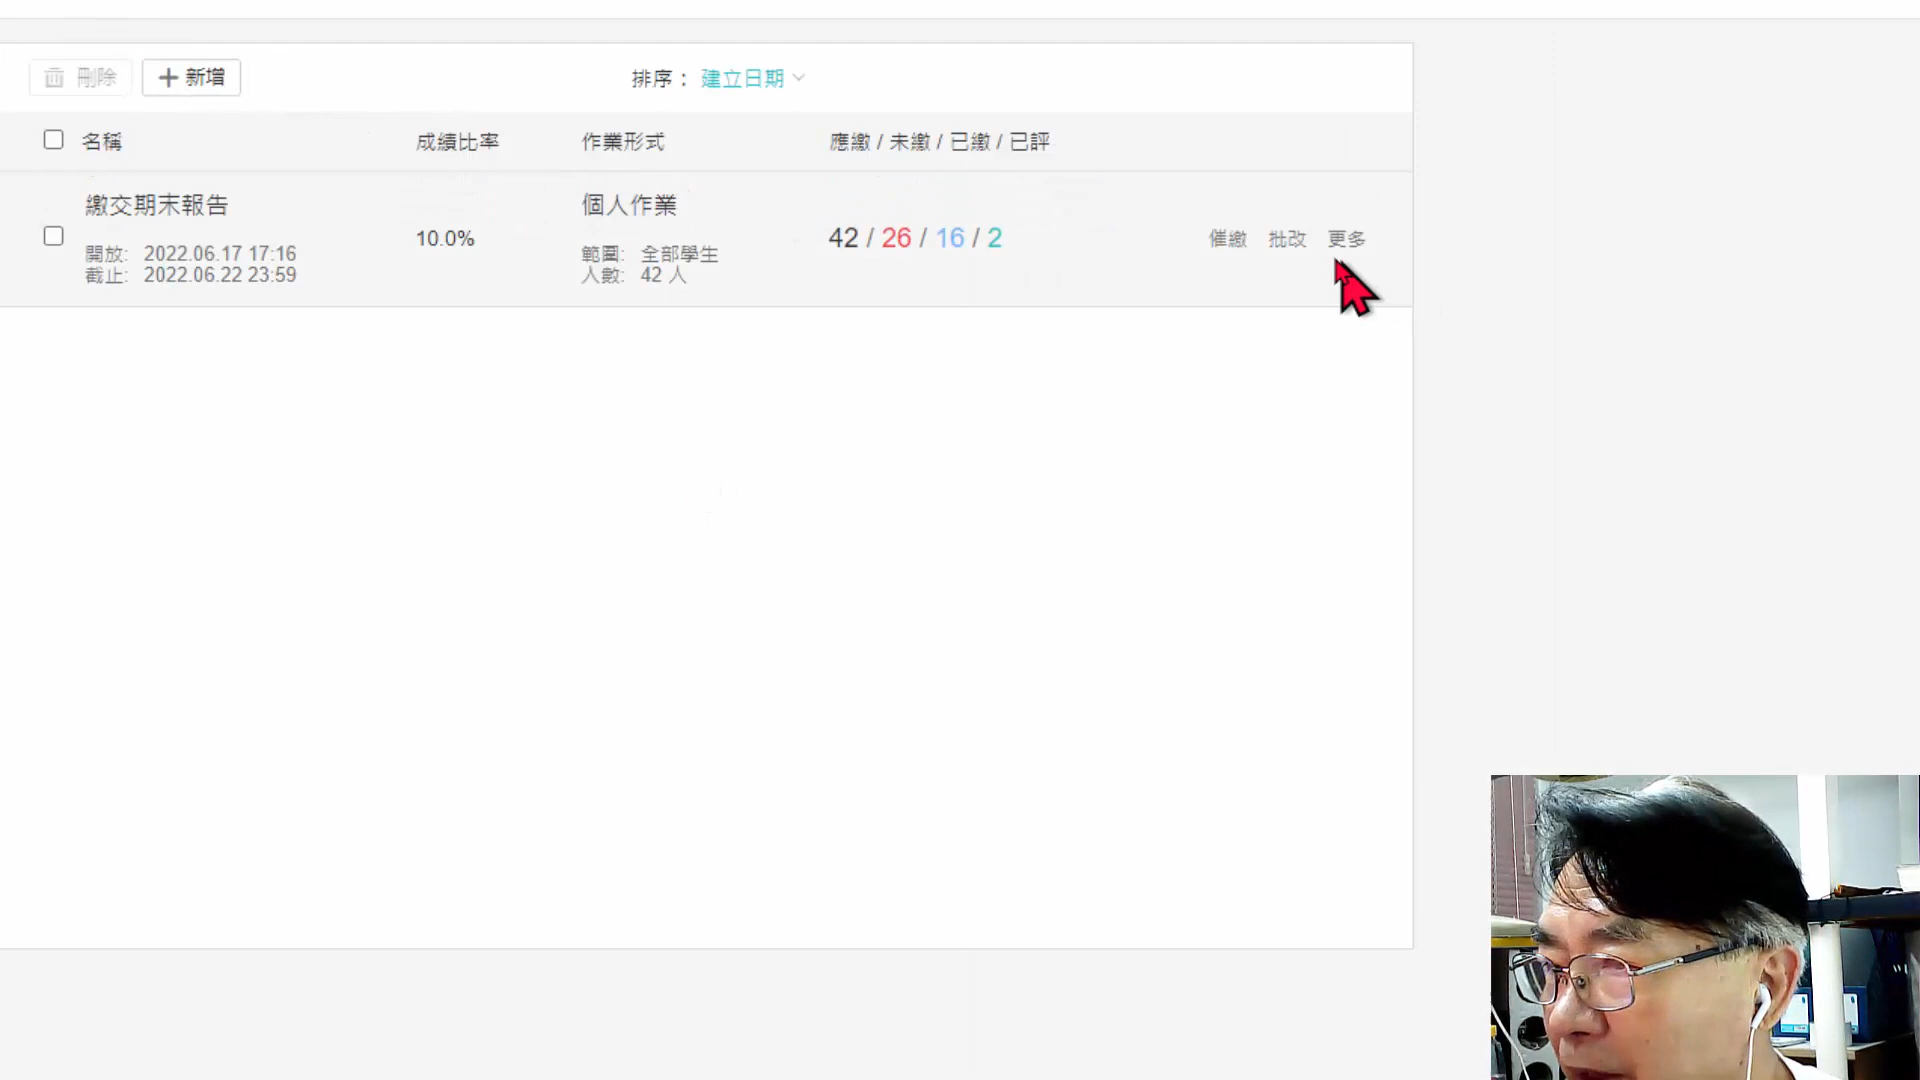 刪除 新增 排序： 建立日期
名稱 成績比率 作業形式 應繳 / 未繳 / 已繳 / 已評
繳交期末報告 個人作業
10.0% 42 / 26 / 16 / 2 催繳 批改 更多
開放: 2022.06.17 17:16 範圍: 全部學生
截止: 2022.06.22 23:59 人數: 42 人